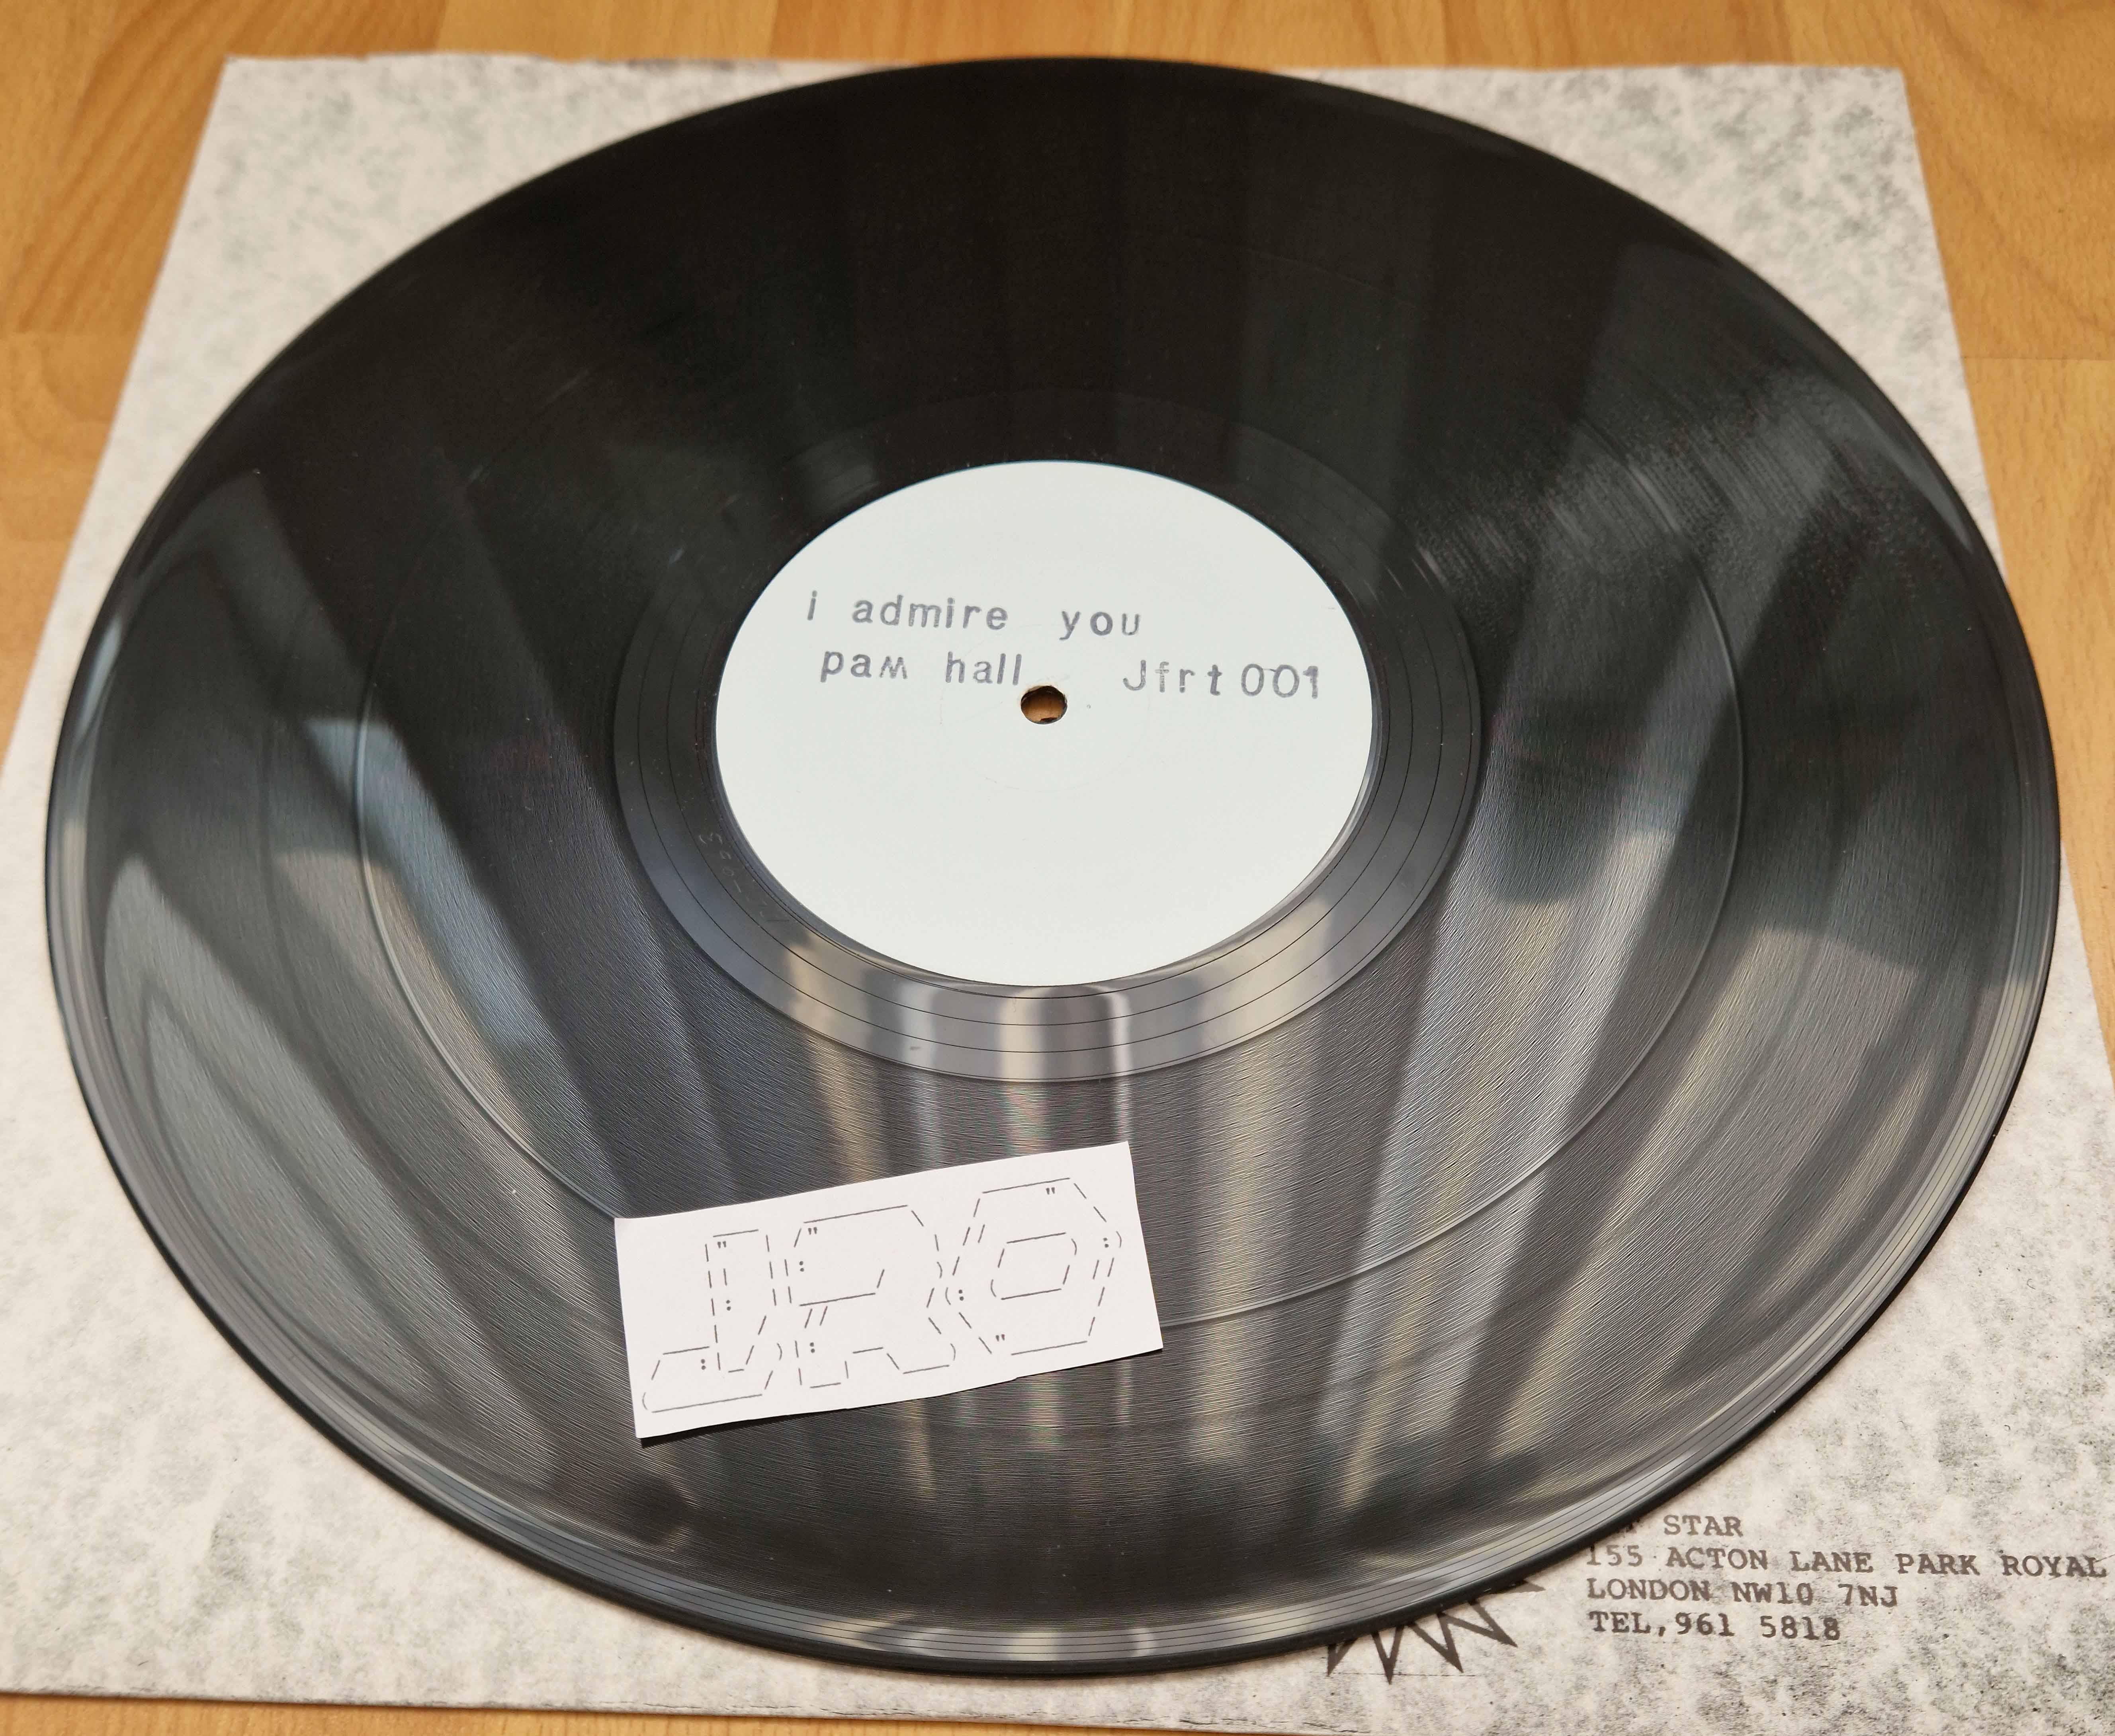 i admire you
pam hall Jfrt 001
JRO
STAR
155 ACTON LANE PARK ROYAL
LONDON NW10 7NJ
TEL,961 5818